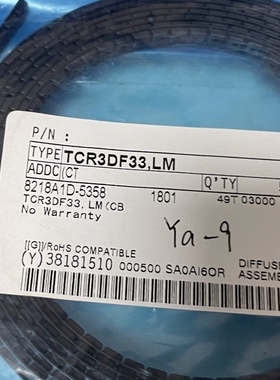 P/N :
TYPE TCR3DF33,LM
ADDC (CT
Q'TY
8218A1D-5358 1801 49T 03000
TCR3DF33, LM (CB
No Warranty
Ya-9
[[G]]/RoHS COMPATIBLE
DIFFUSE
(Y) 38181510 000500 SA0AI6OR
ASSEMB